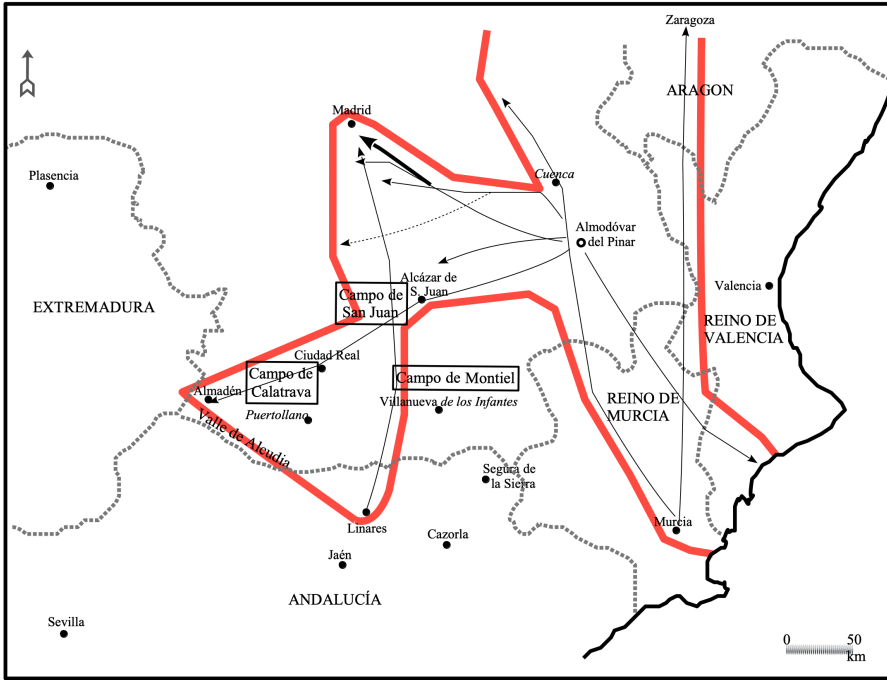 Zaragoza
ARAGON
Madrid
Plasencia
Cuenca
Almodóvar
del Pinar
Alcázar de
S. Juan
Valencia
EXTREMADURA
Campo de
San Juan
REINO DE
VALENCIA
Ciudad Real
Campo de
Calatrava
Campo de Montiel
Almadén
Villanueva de los Infantes
REINO DE
MURCIA
Puertollano
Valle de Alcudia
Segura de
la Sierra
Linares
Murcia
Cazorla
Jaén
ANDALUCÍA
Sevilla
0 50
km